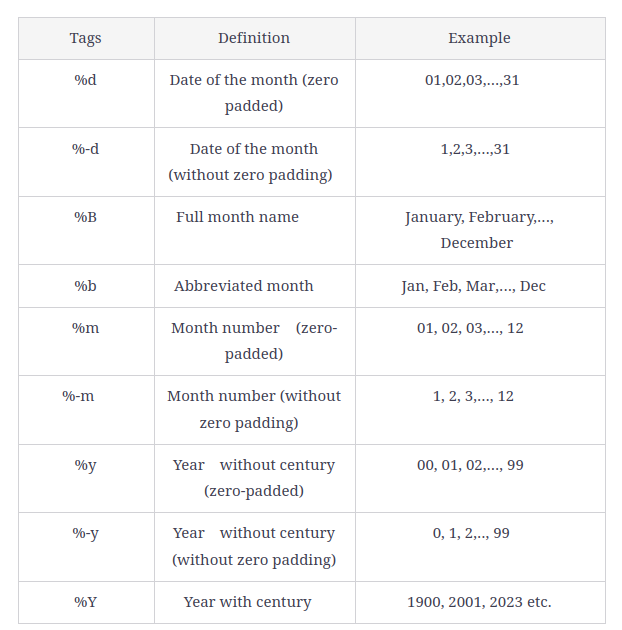 Tags Definition Example
%d Date of the month (zero 01,02,03,...,31
padded)
%-d Date of the month 1,2,3,...,31
(without zero padding)
%B Full month name January, February,...,
December
%b Abbreviated month Jan, Feb, Mar,..., Dec
%m Month number (zero- 01, 02, 03,..., 12
padded)
%-m Month number (without 1, 2, 3,..., 12
zero padding)
%y Year without century 00, 01, 02,..., 99
(zero-padded)
%-y Year without century 0, 1, 2,.., 99
(without zero padding)
%Y Year with century 1900, 2001, 2023 etc.